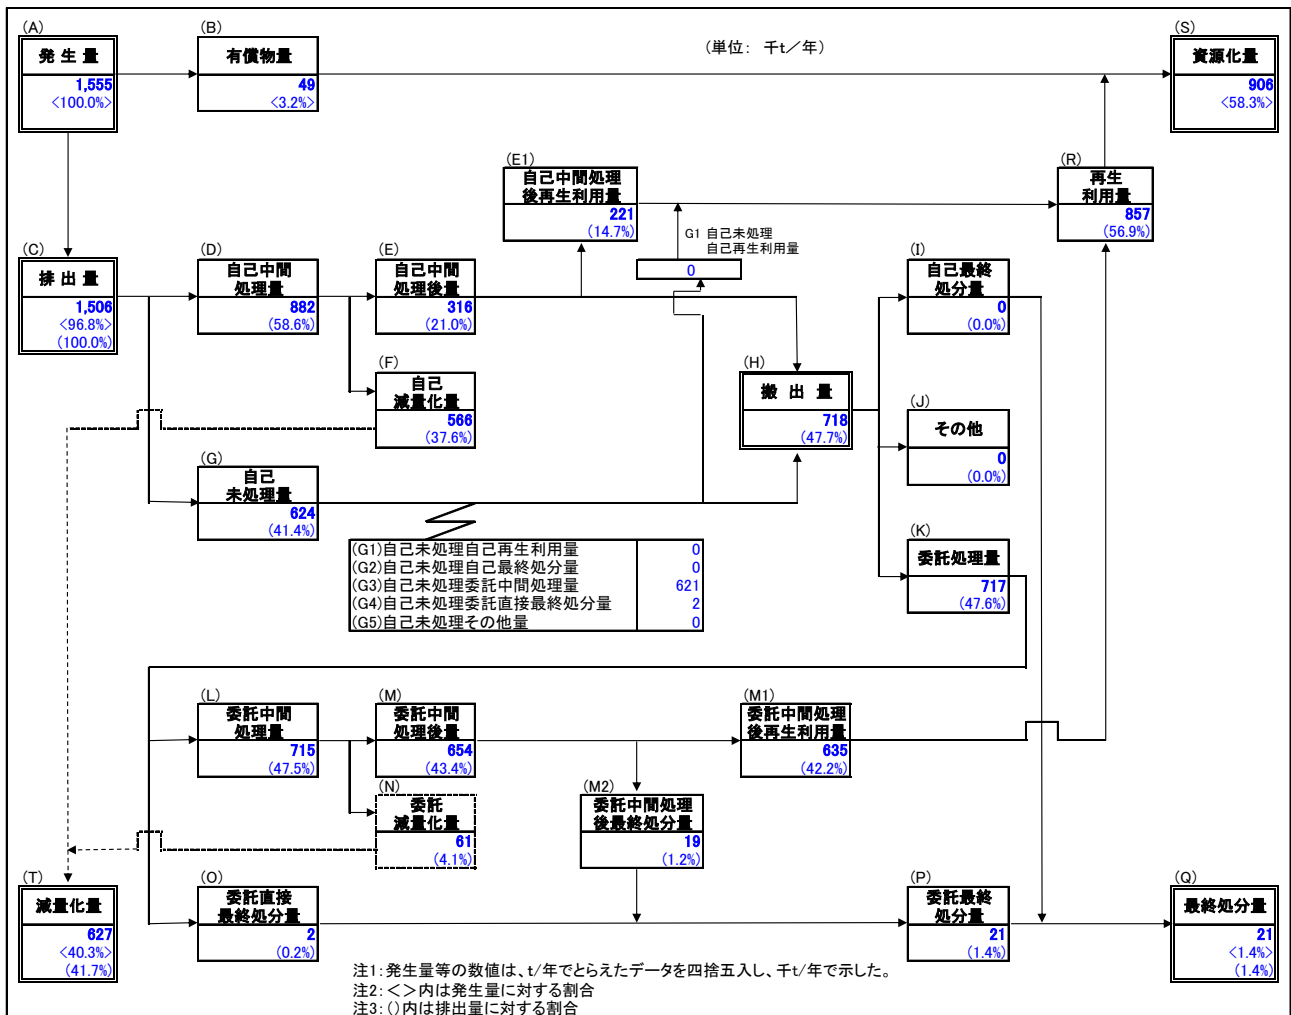 (A)
発 生 量
1,555
<100.0%>
(B)
有償物量
49
<3.2%>
(単位: 千t/年)
(S)
資源化量
906
<58.3%>
(E1)
自己中間処理
後再生利用量
221
(14.7%)
G1 自己未処理
自己再生利用量
0
(R)
再生
利用量
857
(56.9%)
(C)
排 出 量
1,506
<96.8%>
(100.0%)
(D)
自己中間
処理量
882
(58.6%)
(E)
自己中間
処理後量
316
(21.0%)
(I)
自己最終
処分量
0
(0.0%)
(F)
自己
減量化量
566
(37.6%)
(H)
搬 出 量
718
(47.7%)
(J)
その他
0
(0.0%)
(G)
自己
未処理量
624
(41.4%)
(G1)自己未処理自己再生利用量 0
(G2)自己未処理自己最終処分量 0
(G3)自己未処理委託中間処理量 621
(G4)自己未処理委託直接最終処分量 2
(G5)自己未処理その他量 0
(K)
委託処理量
717
(47.6%)
(L)
委託中間
処理量
715
(47.5%)
(M)
委託中間
処理後量
654
(43.4%)
(M1)
委託中間処理
後再生利用量
635
(42.2%)
(N)
委託
減量化量
61
(4.1%)
(M2)
委託中間処理
後最終処分量
19
(1.2%)
(T)
減量化量
627
<40.3%>
(41.7%)
(O)
委託直接
最終処分量
2
(0.2%)
(P)
委託最終
処分量
21
(1.4%)
(Q)
最終処分量
21
<1.4%>
(1.4%)
注1:発生量等の数値は、t/年でとらえたデータを四捨五入し、千t/年で示した。
注2:<>内は発生量に対する割合
注3:()内は排出量に対する割合